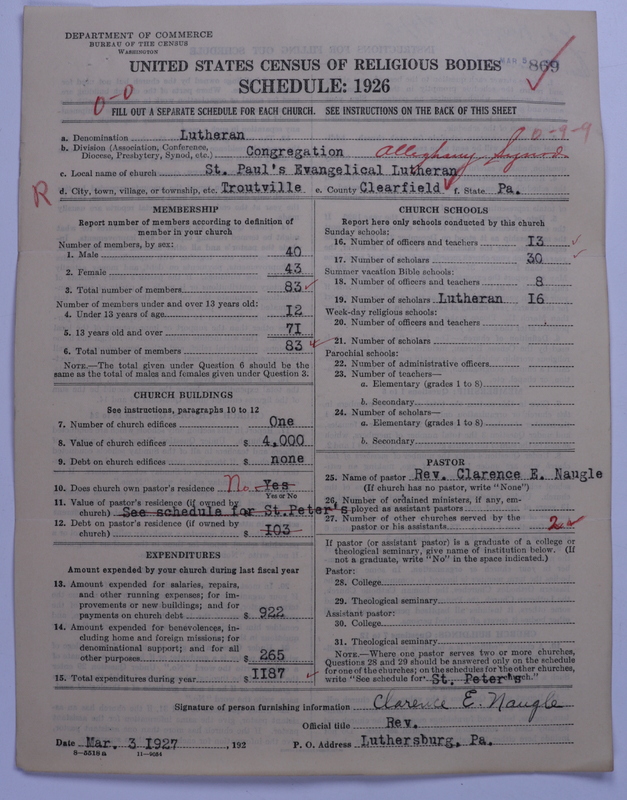 DEPARTMENT OF COMMERCE
BUREAU OF THE CENSUS
WASHINGTON
MAR 5
869
UNITED STATES CENSUS OF RELIGIOUS BODIES
SCHEDULE: 1926
0-0
FILL OUT A SEPARATE SCHEDULE FOR EACH CHURCH. SEE INSTRUCTIONS ON THE BACK OF THIS SHEET
a. Denomination Lutheran 0-9-9
b. Division (Association, Conference, Diocese, Presbytery, Synod, etc.) Congregation Allegheny Synod
c. Local name of church St. Paul's Evangelical Lutheran
R
d. City, town, village, or township, etc. Troutville e. County Clearfield f. State Pa.
MEMBERSHIP
Report number of members according to definition of
member in your church
Number of members, by sex:
1. Male 40
2. Female 43
3. Total number of members 83
Number of members under and over 13 years old:
4. Under 13 years of age 12
5. 13 years old and over 71
6. Total number of members 83
NOTE.—The total given under Question 6 should be the
same as the total of males and females given under Question 3.
CHURCH BUILDINGS
See instructions, paragraphs 10 to 12
7. Number of church edifices One
8. Value of church edifices $ 4,000
9. Debt on church edifices $ none
10. Does church own pastor's residence No Yes
Yes or No
11. Value of pastor's residence (if owned by
church) See schedule for St.Peter's
12. Debt on pastor's residence (if owned by
church) $ 103
EXPENDITURES
Amount expended by your church during last fiscal year
13. Amount expended for salaries, repairs,
and other running expenses; for im-
provements or new buildings; and for
payments on church debt $ 922
14. Amount expended for benevolences, in-
cluding home and foreign missions; for
denominational support; and for all
other purposes $ 265
15. Total expenditures during year $ 1187
CHURCH SCHOOLS
Report here only schools conducted by this church
Sunday schools:
16. Number of officers and teachers 13
17. Number of scholars 30
Summer vacation Bible schools:
18. Number of officers and teachers 8
19. Number of scholars Lutheran 16
Week-day religious schools:
20. Number of officers and teachers
21. Number of scholars
Parochial schools:
22. Number of administrative officers
23. Number of teachers—
a. Elementary (grades 1 to 8)
b. Secondary
24. Number of scholars—
a. Elementary (grades 1 to 8)
b. Secondary
PASTOR
25. Name of pastor Rev. Clarence E. Naugle
(If church has no pastor, write "None")
26. Number of ordained ministers, if any, em-
ployed as assistant pastors
27. Number of other churches served by the
pastor or his assistants 2
If pastor (or assistant pastor) is a graduate of a college or
theological seminary, give name of institution below. (If
not a graduate, write "No" in the space indicated.)
Pastor:
28. College
29. Theological seminary
Assistant pastor:
30. College
31. Theological seminary
NOTE.—Where one pastor serves two or more churches,
Questions 28 and 29 should be answered only on the schedule
for one of the churches; on the schedules for the other churches,
write "See schedule for St. Peter's church."
Signature of person furnishing information Clarence E. Naugle
Official title Rev.
Date Mar. 3 1927, 192 P. O. Address Luthersburg, Pa.
8—5518a 11—9084